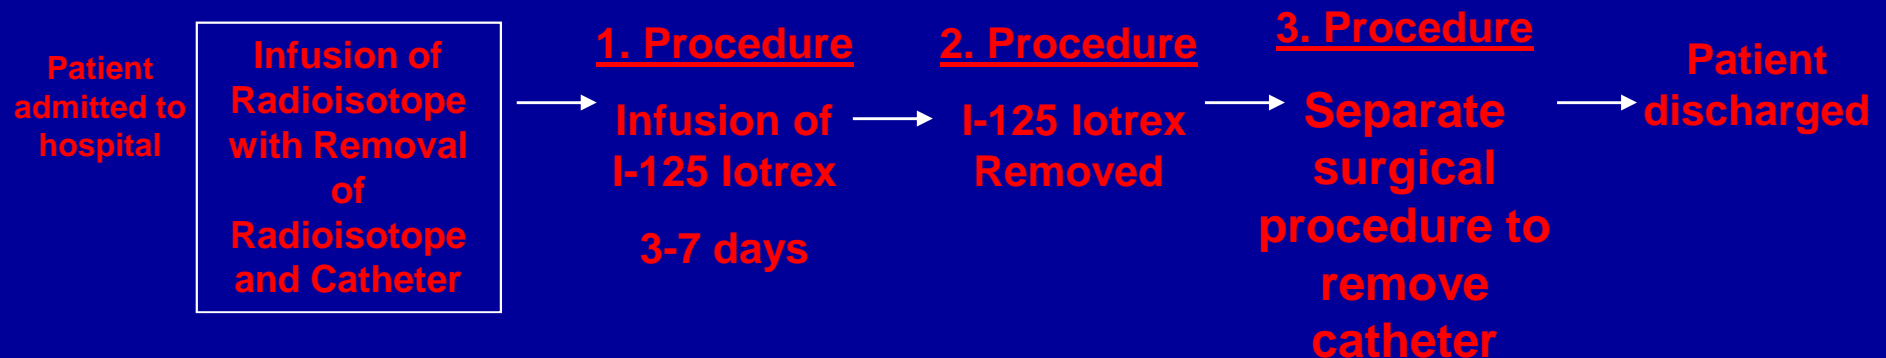 Patient
admitted to
hospital
Infusion of
Radioisotope
with Removal
of
Radioisotope
and Catheter
1. Procedure
Infusion of
I-125 Iotrex
3-7 days
2. Procedure
I-125 Iotrex
Removed
3. Procedure
Separate
surgical
procedure to
remove
catheter
Patient
discharged